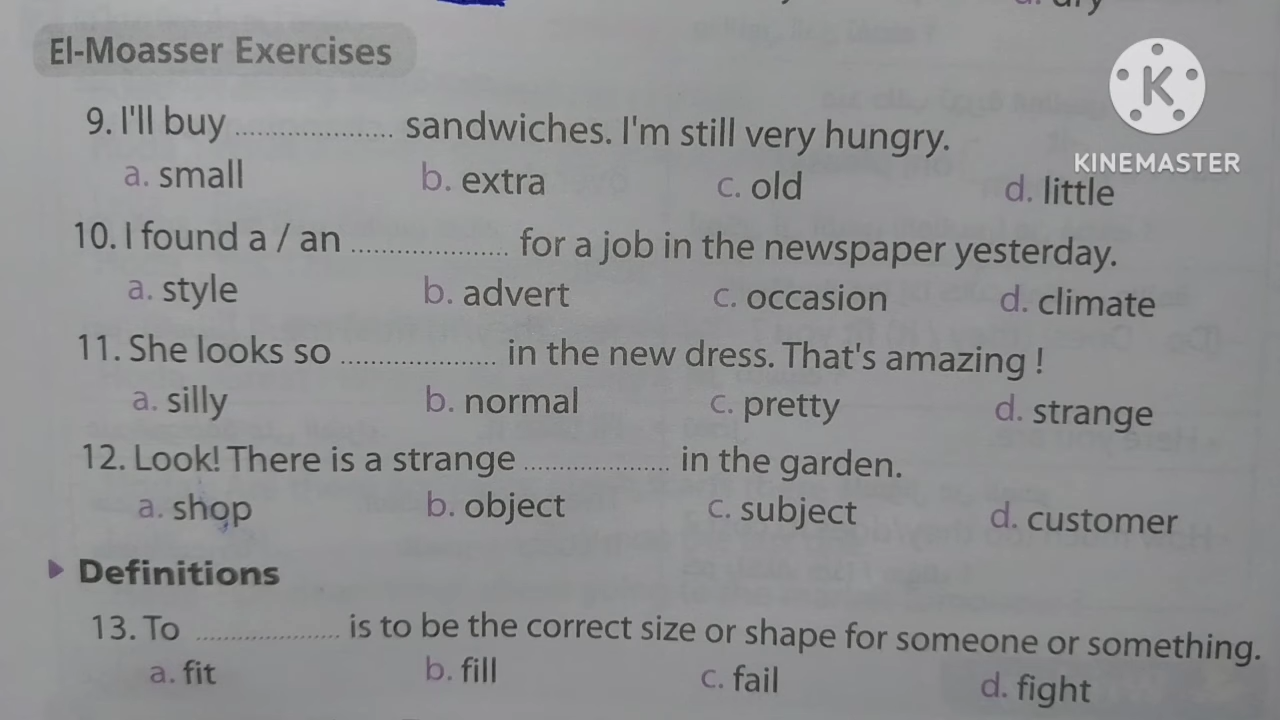 El-Moasser Exercises
K
KINEMASTER
9. I'll buy .................... sandwiches. I'm still very hungry.
a. small b. extra c. old d. little
10. I found a / an .................... for a job in the newspaper yesterday.
a. style b. advert c. occasion d. climate
11. She looks so .................... in the new dress. That's amazing !
a. silly b. normal c. pretty d. strange
12. Look! There is a strange .................... in the garden.
a. shop b. object c. subject d. customer
Definitions
13. To .................... is to be the correct size or shape for someone or something.
a. fit b. fill c. fail d. fight